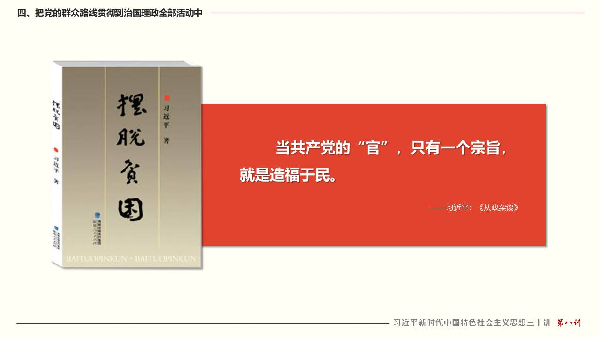 四、把党的群众路线贯彻到治国理政全部活动中
摆脱贫困
习近平 著
摆脱贫困
习近平 著
BAITUOPINKUN·BAITUOPINKUN
当共产党的“官”，只有一个宗旨，
就是造福于民。
——习近平：《从政杂谈》
习近平新时代中国特色社会主义思想三十讲 第八讲